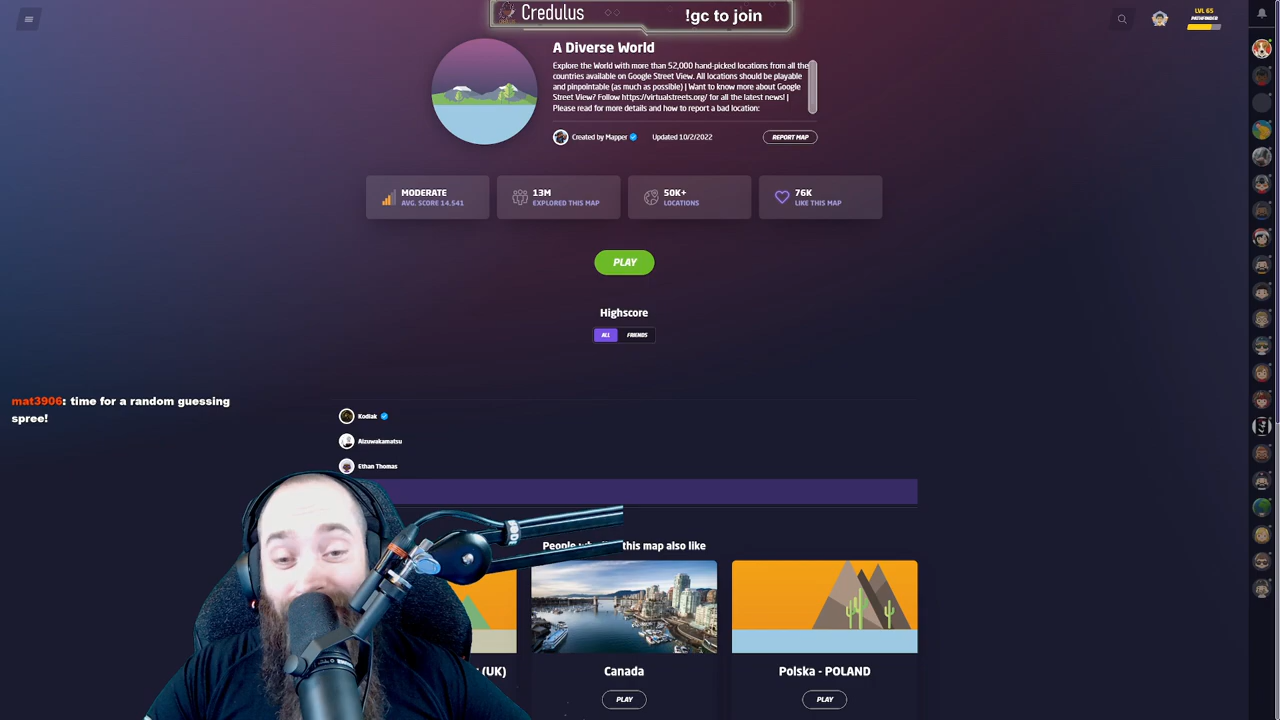 Credulus
!gc to join
LVL 65
PATHFINDER
A Diverse World
Explore the World with more than 52,000 hand-picked locations from all the
countries available on Google Street View. All locations should be playable
and pinpointable (as much as possible) | Want to know more about Google
Street View? Follow https://virtualstreets.org/ for all the latest news! |
Please read for more details and how to report a bad location:
Created by Mapper
Updated 10/2/2022
REPORT MAP
MODERATE
AVG. SCORE 14,541
13M
EXPLORED THIS MAP
50K+
LOCATIONS
76K
LIKE THIS MAP
PLAY
Highscore
ALL
FRIENDS
mat3906: time for a random guessing
spree!
Kodiak
Aizuwakamatsu
Ethan Thomas
this map also like
(UK)
Canada
Polska - POLAND
PLAY
PLAY